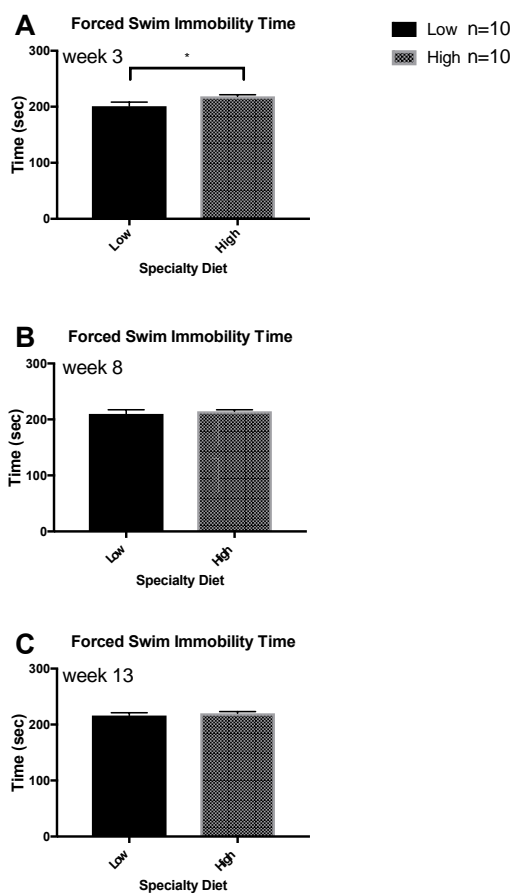 A
Forced Swim Immobility Time
week 3
*
300
200
100
0
Time (sec)
Low
High
Specialty Diet
Low n=10
High n=10
B
Forced Swim Immobility Time
week 8
300
200
100
0
Time (sec)
Low
High
Specialty Diet
C
Forced Swim Immobility Time
week 13
300
200
100
0
Time (sec)
Low
High
Specialty Diet